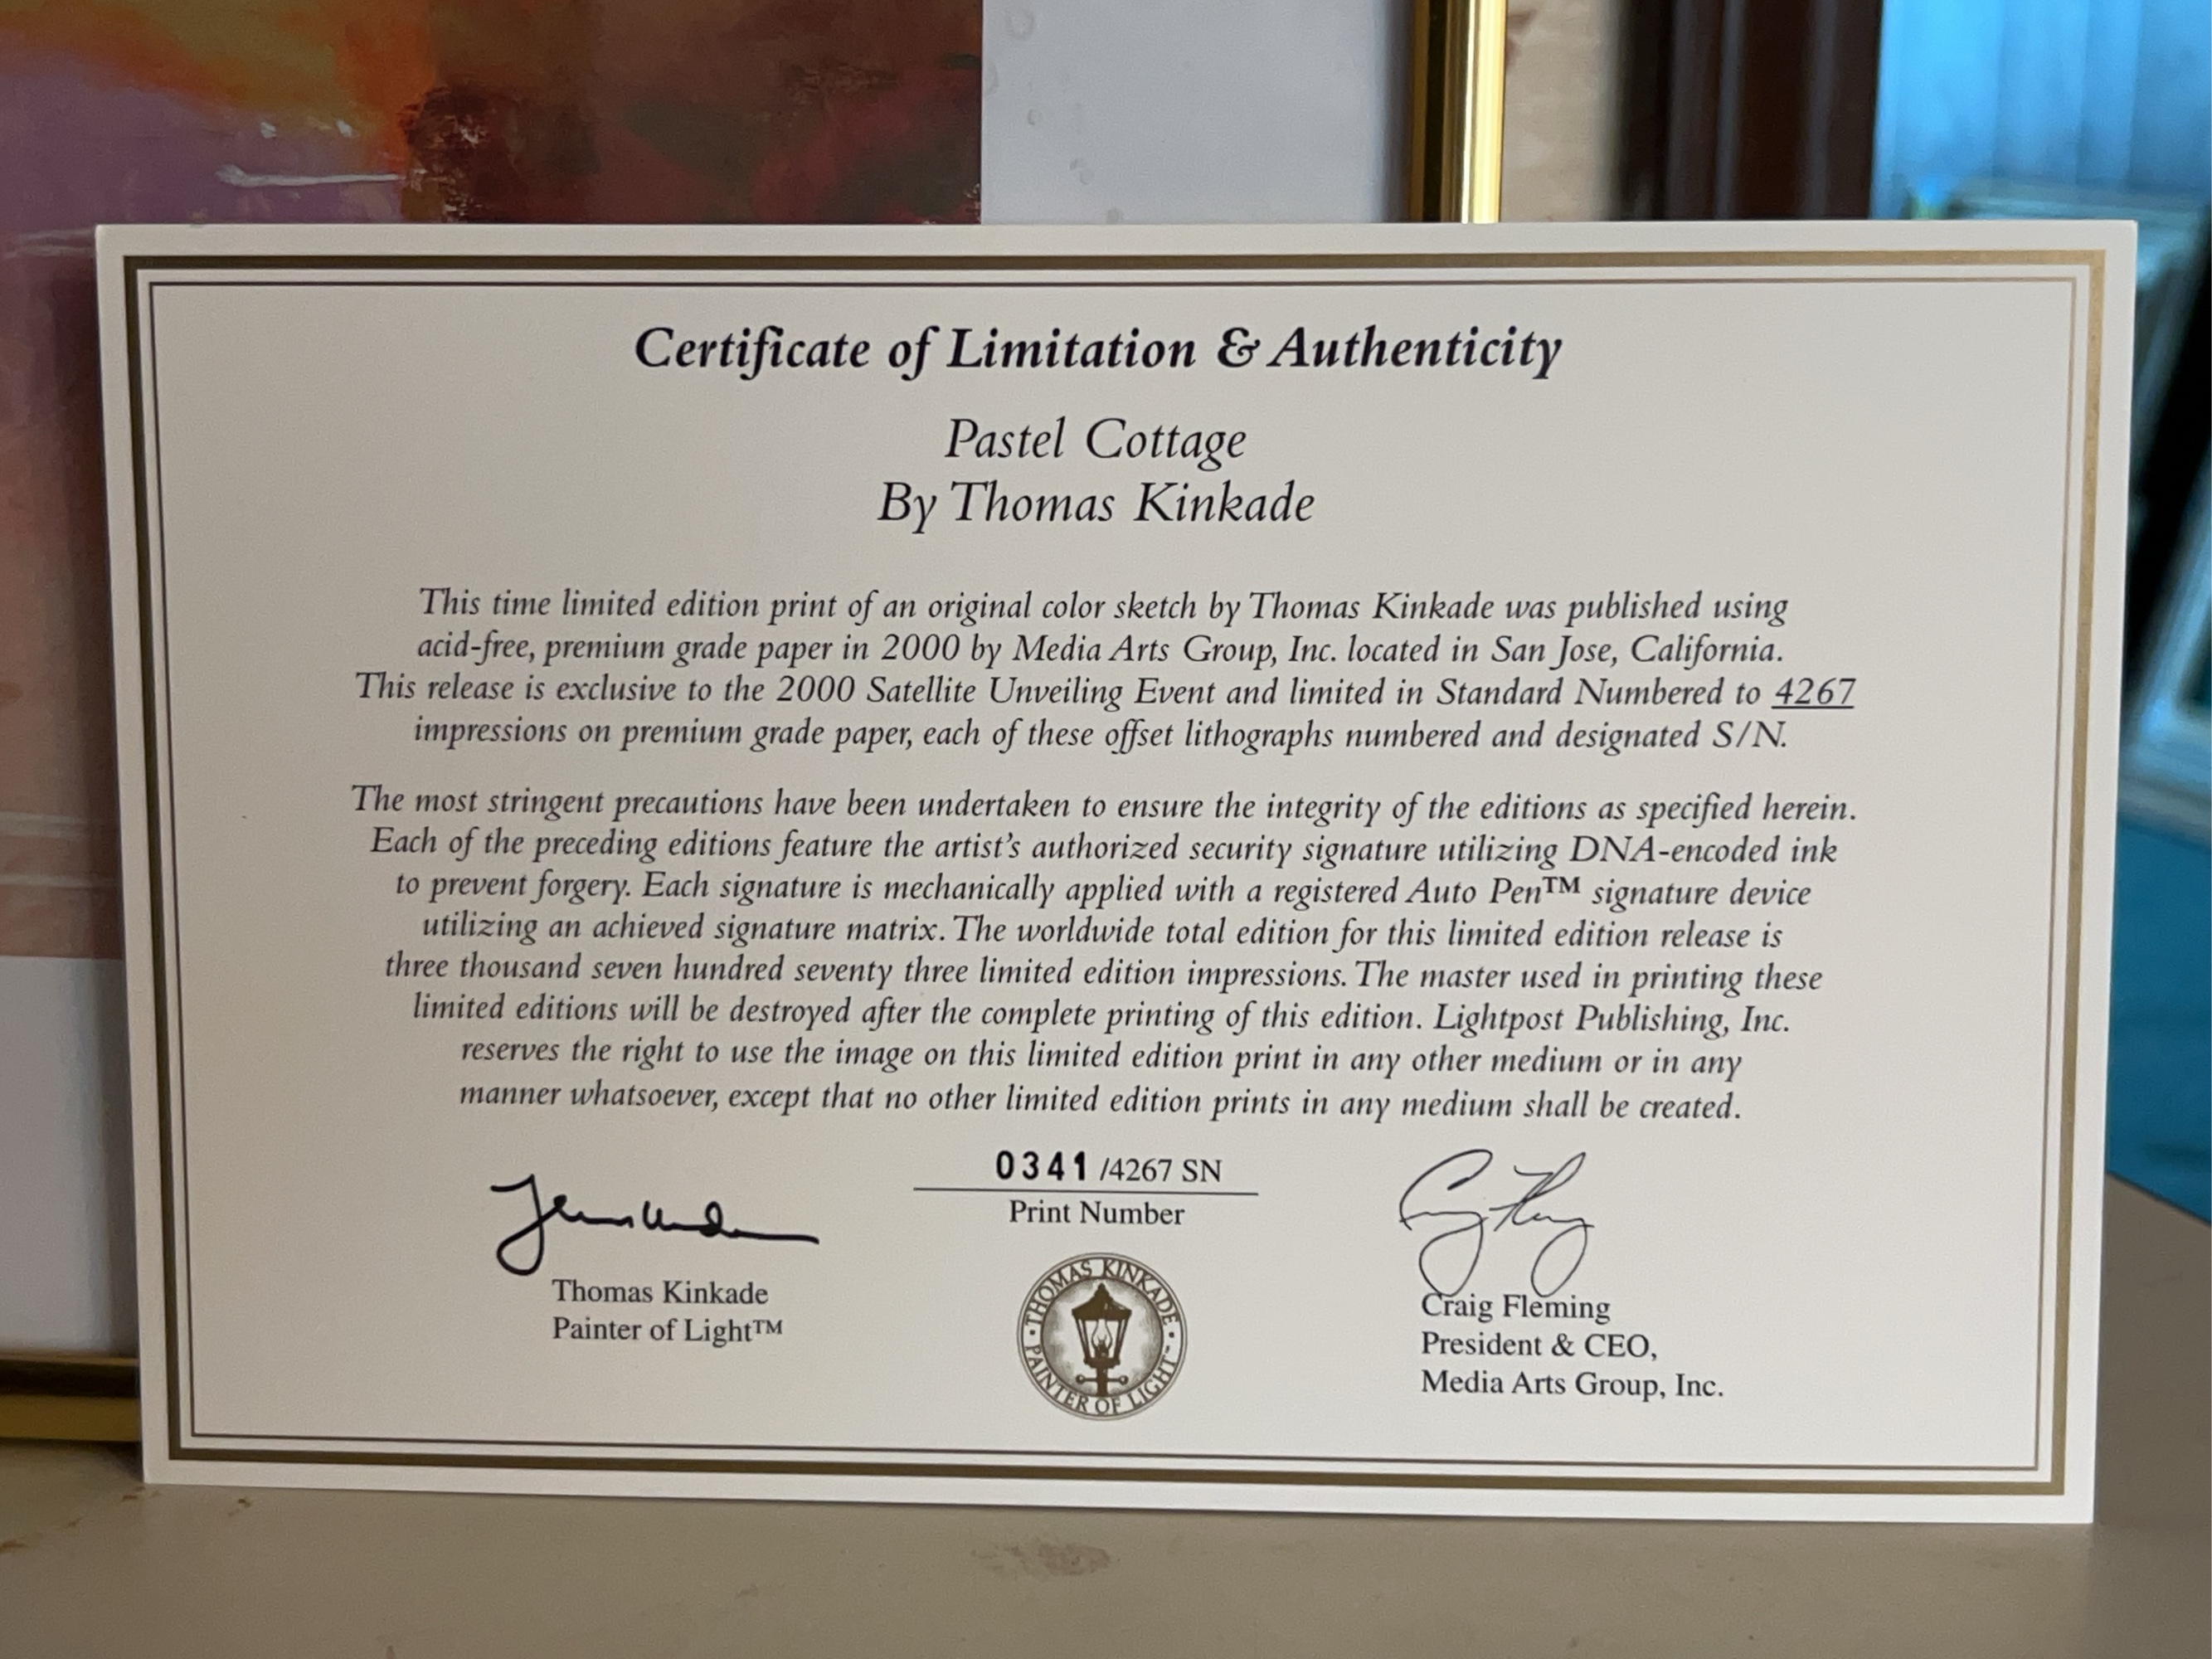 Certificate of Limitation & Authenticity
Pastel Cottage
By Thomas Kinkade
This time limited edition print of an original color sketch by Thomas Kinkade was published using
acid-free, premium grade paper in 2000 by Media Arts Group, Inc. located in San Jose, California.
This release is exclusive to the 2000 Satellite Unveiling Event and limited in Standard Numbered to 4267
impressions on premium grade paper, each of these offset lithographs numbered and designated S/N.
The most stringent precautions have been undertaken to ensure the integrity of the editions as specified herein.
Each of the preceding editions feature the artist's authorized security signature utilizing DNA-encoded ink
to prevent forgery. Each signature is mechanically applied with a registered Auto Pen™ signature device
utilizing an achieved signature matrix. The worldwide total edition for this limited edition release is
three thousand seven hundred seventy three limited edition impressions. The master used in printing these
limited editions will be destroyed after the complete printing of this edition. Lightpost Publishing, Inc.
reserves the right to use the image on this limited edition print in any other medium or in any
manner whatsoever, except that no other limited edition prints in any medium shall be created.
0341 /4267 SN
Print Number
Thomas Kinkade
Painter of Light™
THOMAS KINKADE
PAINTER OF LIGHT
Craig Fleming
President & CEO,
Media Arts Group, Inc.